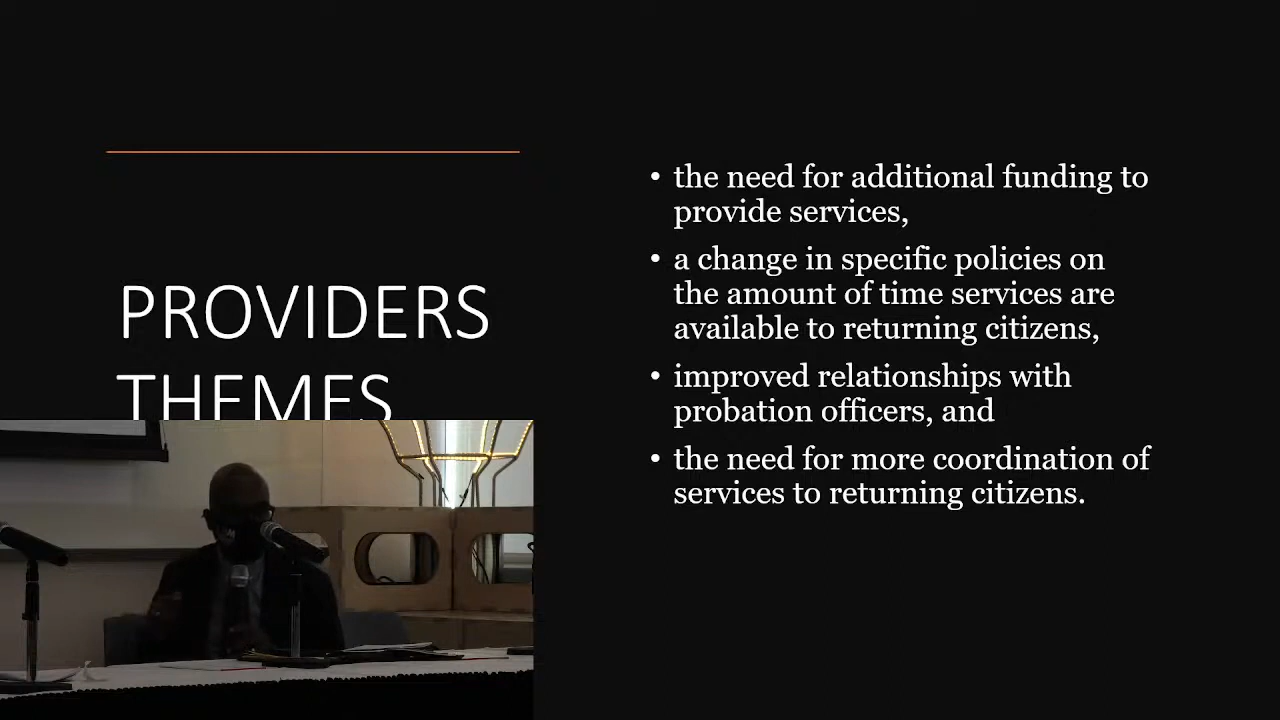 PROVIDERS
THEMES
• the need for additional funding to
provide services,
• a change in specific policies on
the amount of time services are
available to returning citizens,
• improved relationships with
probation officers, and
• the need for more coordination of
services to returning citizens.